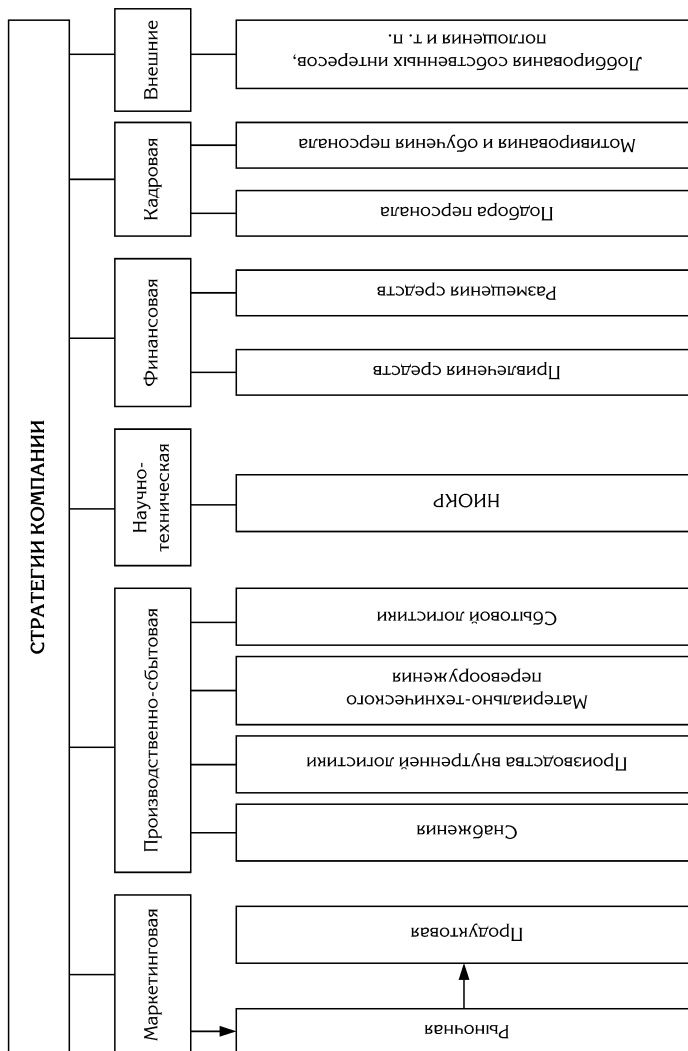 СТРАТЕГИИ КОМПАНИИ
Маркетинговая
Рыночная
Продуктовая
Производственно-сбытовая
Снабжения
Производства внутренней логистики
Материально-технического
перевооружения
Сбытовой логистики
Научно-
техническая
НИОКР
Финансовая
Привлечения средств
Размещения средств
Кадровая
Подбора персонала
Мотивирования и обучения персонала
Внешние
Лоббирования собственных интересов,
поглощения и т. п.